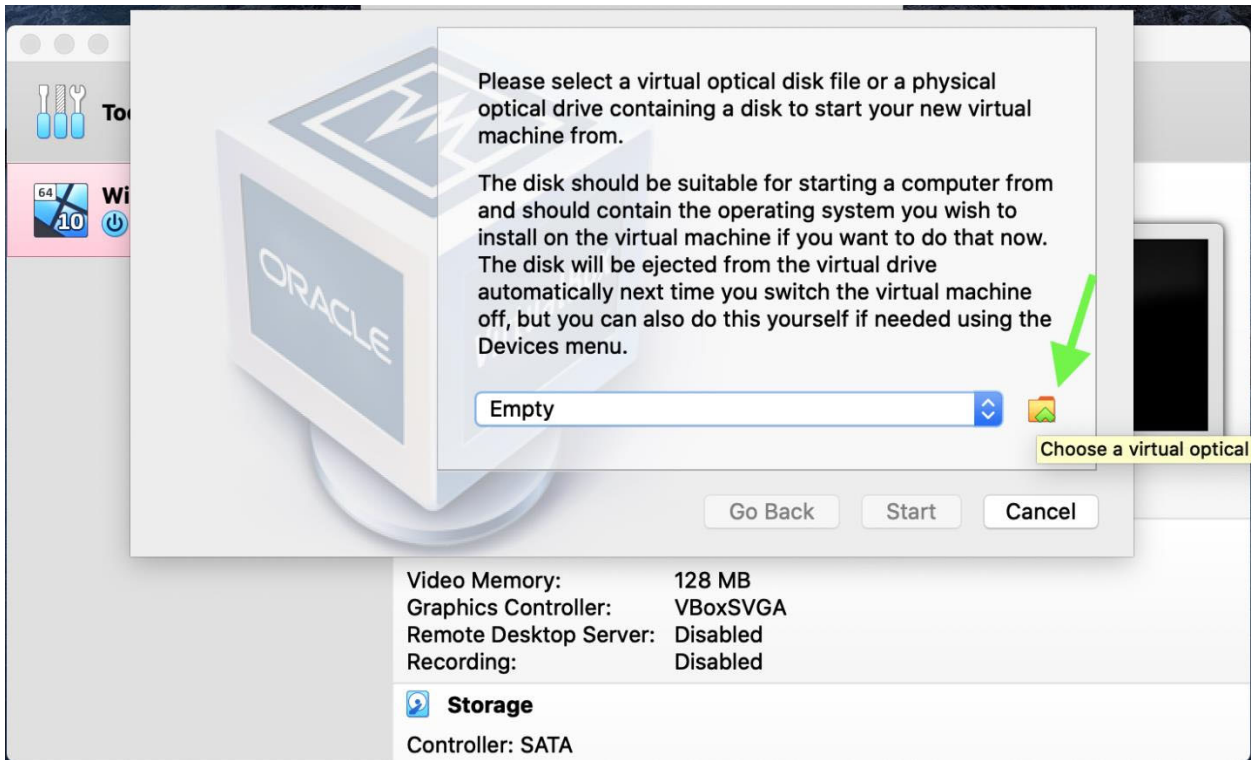 Please select a virtual optical disk file or a physical
optical drive containing a disk to start your new virtual
machine from.
The disk should be suitable for starting a computer from
and should contain the operating system you wish to
install on the virtual machine if you want to do that now.
The disk will be ejected from the virtual drive
automatically next time you switch the virtual machine
off, but you can also do this yourself if needed using the
Devices menu.
Empty
Choose a virtual optical
Go Back Start Cancel
To
64 Wi
10
ORACLE
Video Memory: 128 MB
Graphics Controller: VBoxSVGA
Remote Desktop Server: Disabled
Recording: Disabled
Storage
Controller: SATA